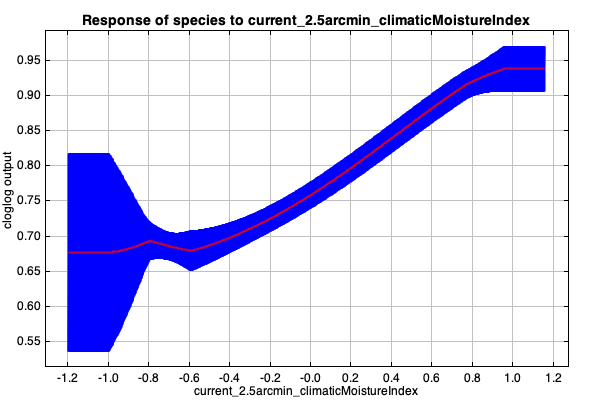 Response of species to current_2.5arcmin_climaticMoistureIndex
cloglog output
0.95
0.90
0.85
0.80
0.75
0.70
0.65
0.60
0.55
-1.2 -1.0 -0.8 -0.6 -0.4 -0.2 -0.0 0.2 0.4 0.6 0.8 1.0 1.2
current_2.5arcmin_climaticMoistureIndex